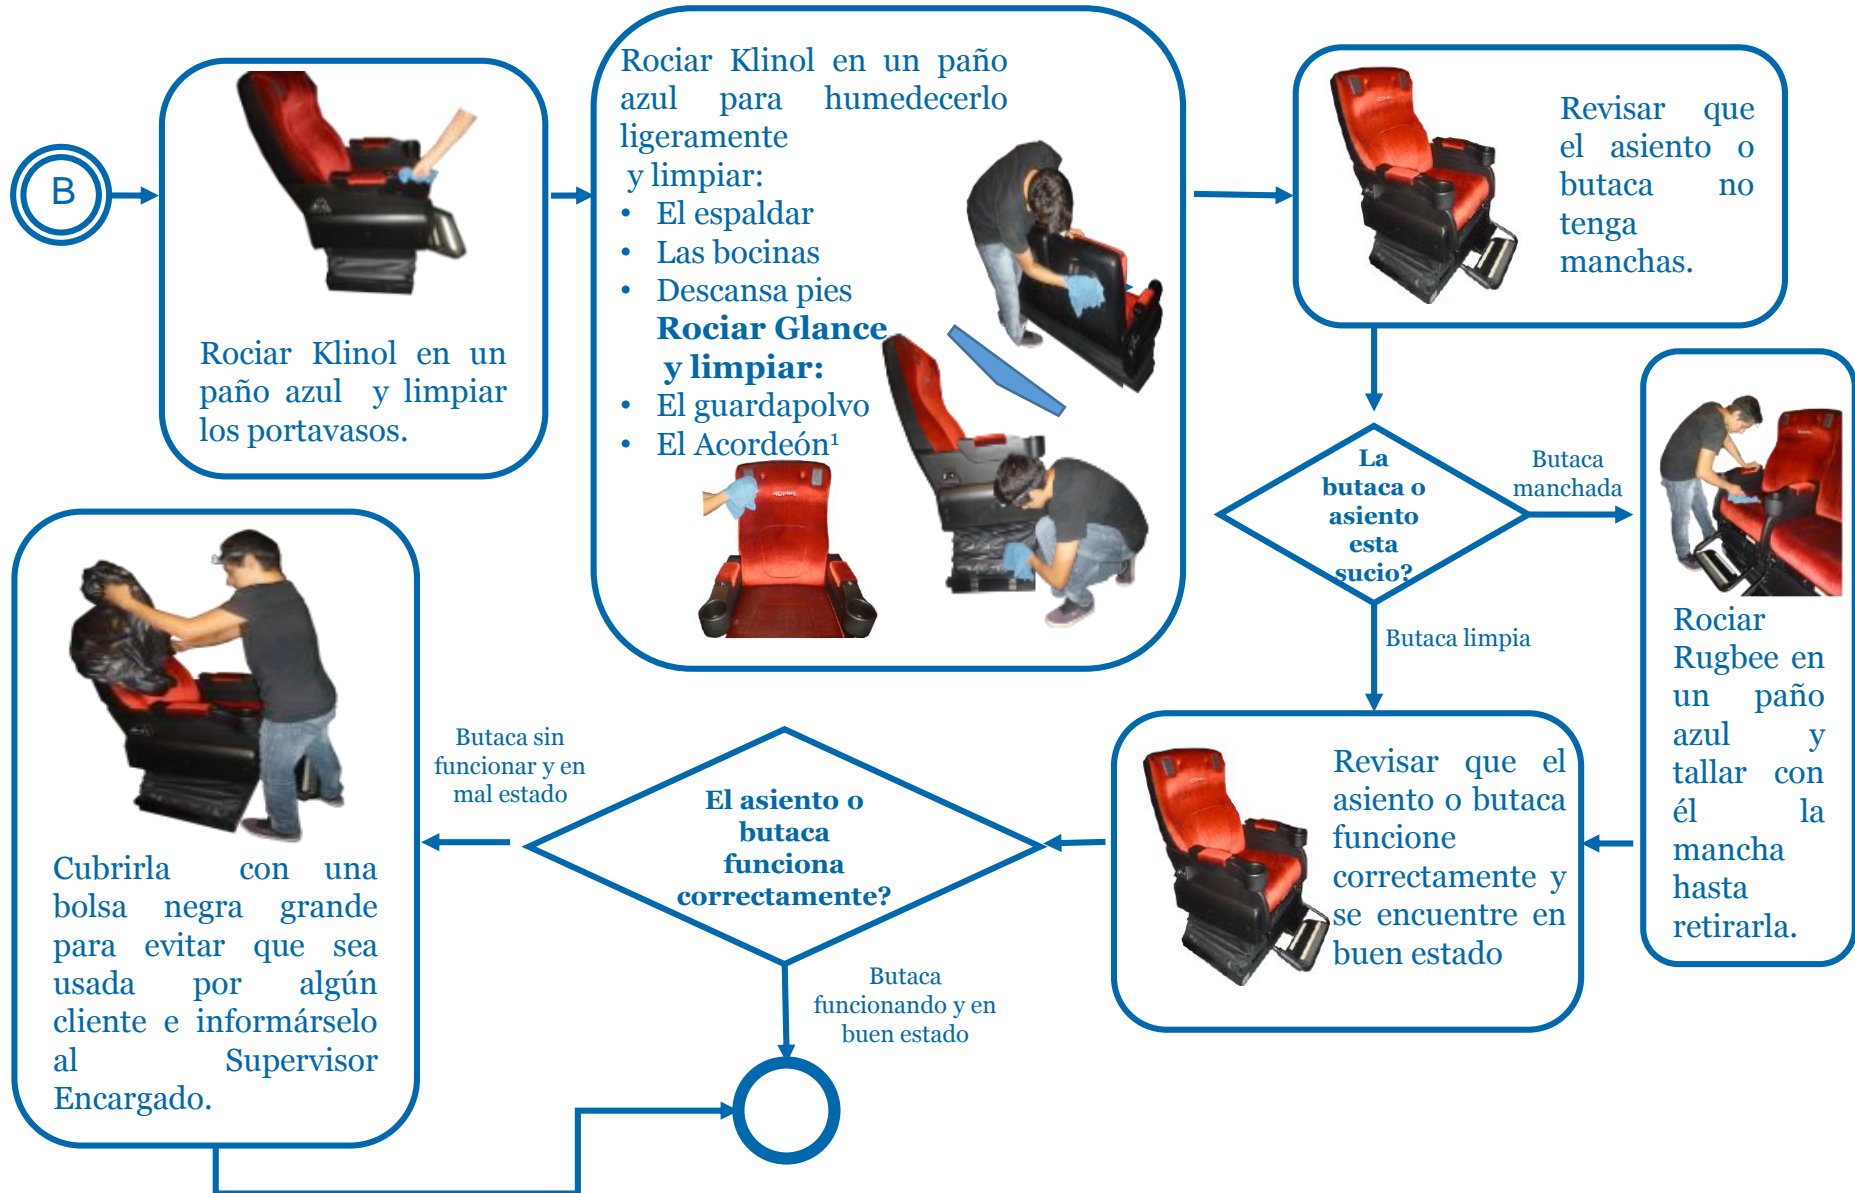 B
Rociar Klinol en un
paño azul y limpiar
los portavasos.
Rociar Klinol en un paño
azul para humedecerlo
ligeramente
y limpiar:
• El espaldar
• Las bocinas
• Descansa pies
Rociar Glance
y limpiar:
• El guardapolvo
• El Acordeón¹
Revisar que
el asiento o
butaca no
tenga
manchas.
La
butaca o
asiento
esta
sucio?
Butaca
manchada
Rociar
Rugbee en
un paño
azul y
tallar con
él la
mancha
hasta
retirarla.
Butaca limpia
Revisar que el
asiento o butaca
funcione
correctamente y
se encuentre en
buen estado
El asiento o
butaca
funciona
correctamente?
Butaca sin
funcionar y en
mal estado
Cubrirla con una
bolsa negra grande
para evitar que sea
usada por algún
cliente e informárselo
al Supervisor
Encargado.
Butaca
funcionando y en
buen estado